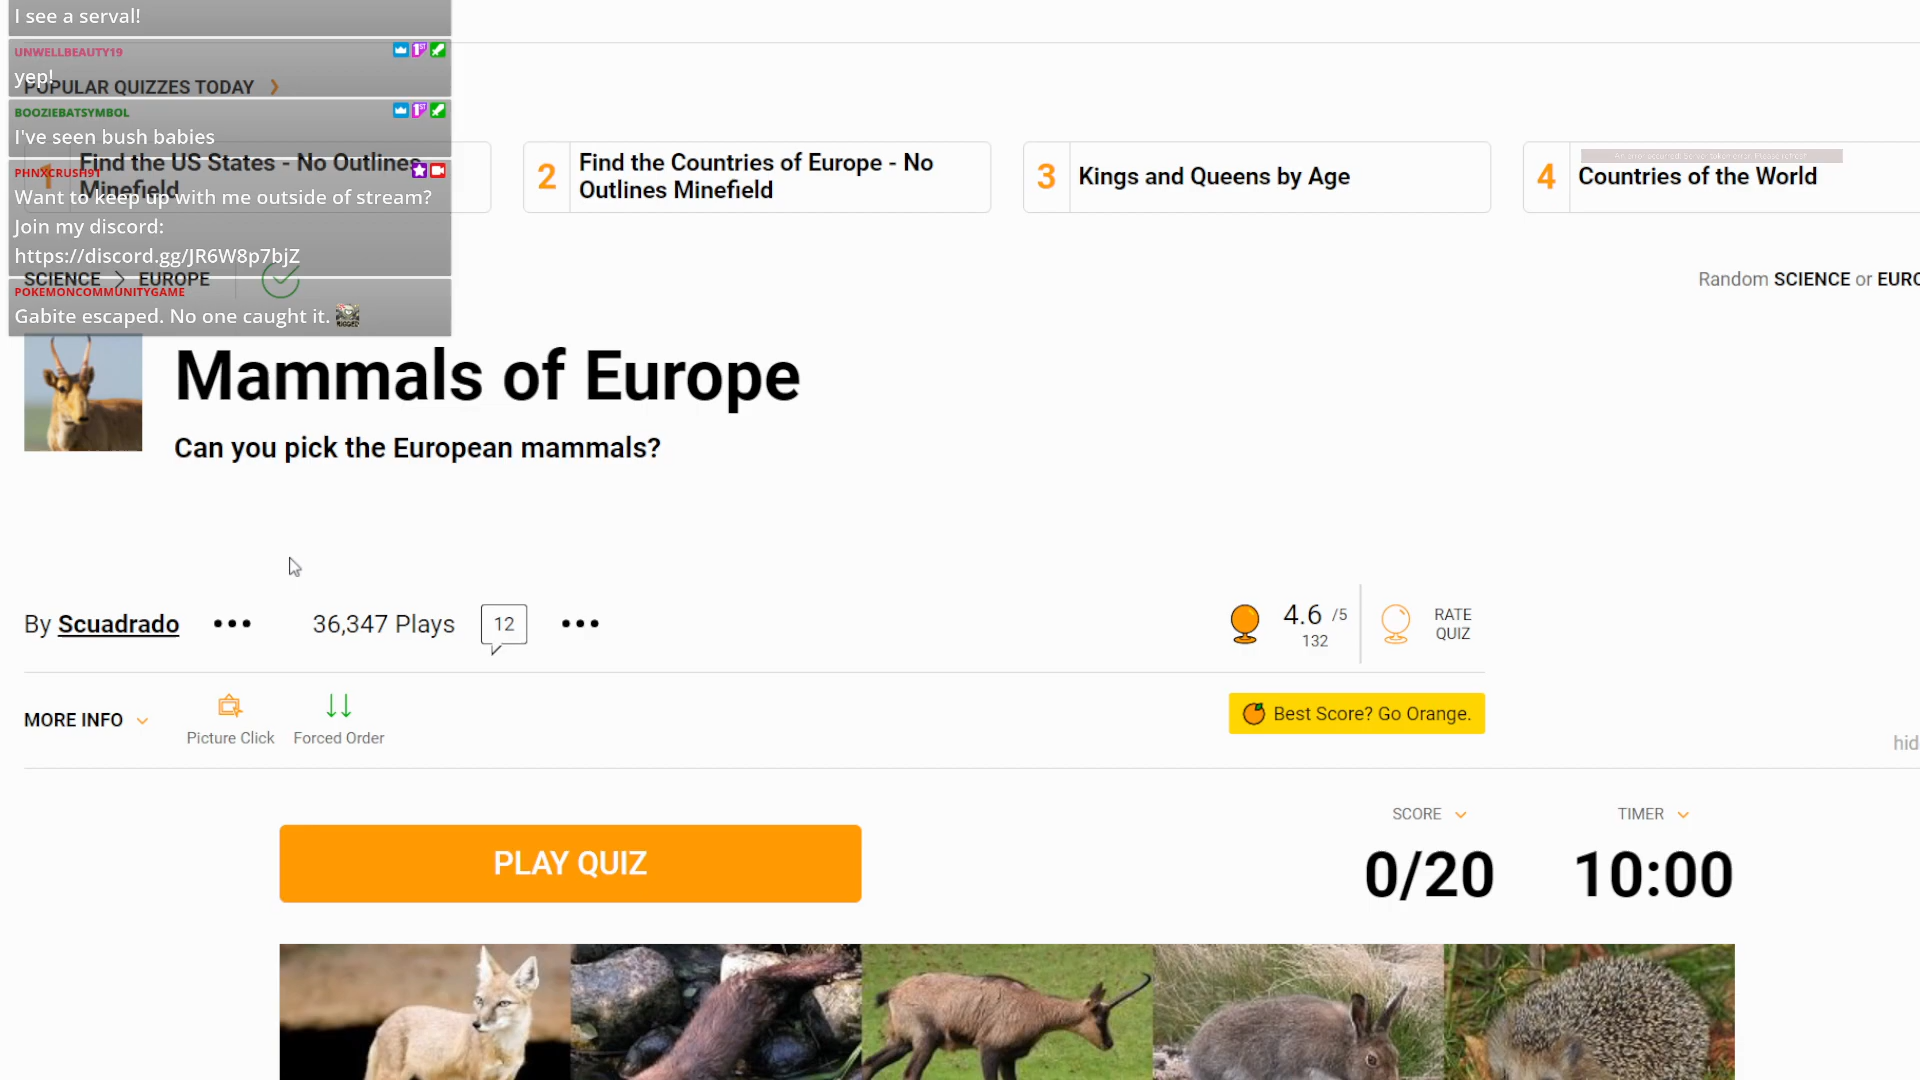 I see a serval!
UNWELLBEAUTY19
yep!
POPULAR QUIZZES TODAY
BOOZIEBATSYMBOL
I've seen bush babies
1 Find the US States - No Outlines
Minefield
2 Find the Countries of Europe - No
Outlines Minefield
3 Kings and Queens by Age
4 Countries of the World
PHNXCRUSH91
Want to keep up with me outside of stream?
Join my discord:
https://discord.gg/JR6W8p7bjZ
SCIENCE > EUROPE
Random SCIENCE or EURO
POKEMONCOMMUNITYGAME
Gabite escaped. No one caught it.
Mammals of Europe
Can you pick the European mammals?
By Scuadrado
36,347 Plays
12
4.6 /5
132
RATE
QUIZ
MORE INFO
Picture Click
Forced Order
Best Score? Go Orange.
hid
PLAY QUIZ
SCORE
0/20
TIMER
10:00